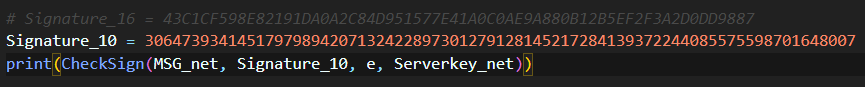 # Signature_16 = 43C1CF598E82191DA0A2C84D951577E41A0C0AE9A880B12B5EF2F3A2D0DD9887
Signature_10 = 30647393414517979894207132422897301279128145217284139372244085575598701648007
print(CheckSign(MSG_net, Signature_10, e, Serverkey_net))